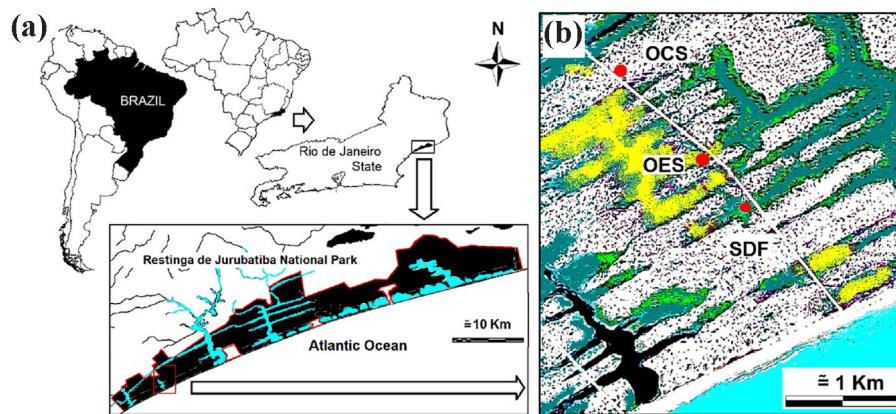 (a)
N
BRAZIL
Rio de Janeiro
State
Restinga de Jurubatiba National Park
≅10 Km
Atlantic Ocean
(b)
OCS
OES
SDF
≅ 1 Km